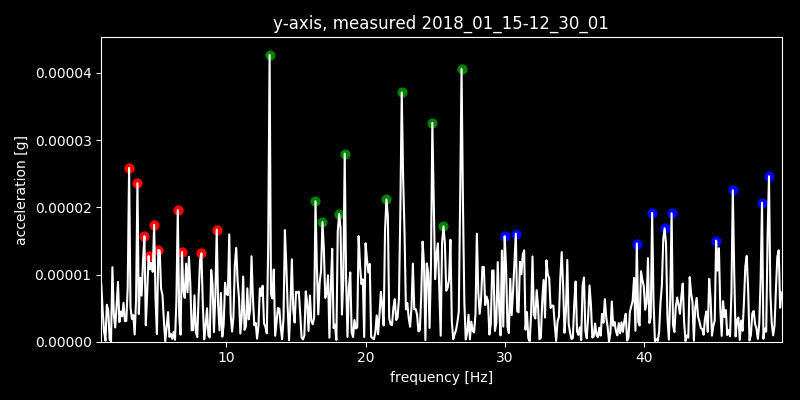 y-axis, measured 2018_01_15-12_30_01
acceleration [g]
0.00004
0.00003
0.00002
0.00001
0.00000
10 20 30 40
frequency [Hz]